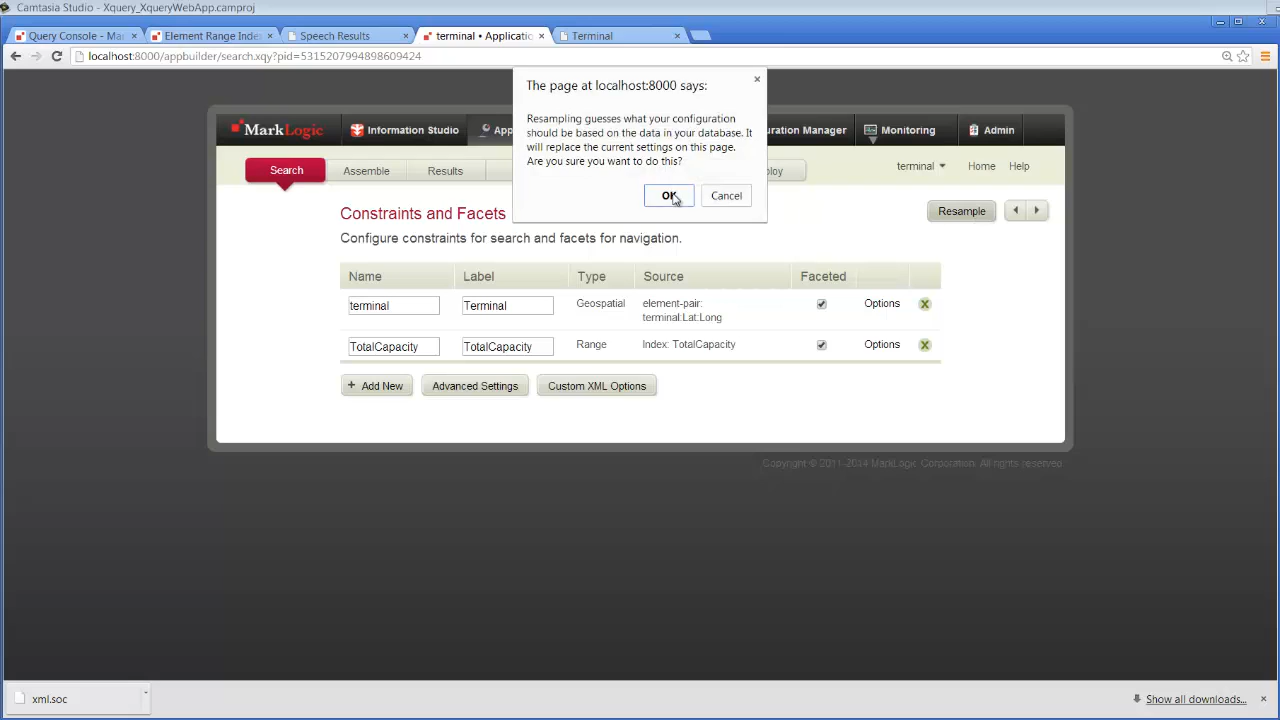 Camtasia Studio - Xquery_XqueryWebApp.camproj
Query Console - Mar
Element Range Index
Speech Results
terminal • Applicatio
Terminal
localhost:8000/appbuilder/search.xqy?pid=5315207994898609424
The page at localhost:8000 says:
Resampling guesses what your configuration
should be based on the data in your database. It
will replace the current settings on this page.
Are you sure you want to do this?
OK
Cancel
MarkLogic
Information Studio
App
uration Manager
Monitoring
Admin
Search
Assemble
Results
ploy
terminal
Home
Help
Constraints and Facets
Resample
Configure constraints for search and facets for navigation.
Name Label Type Source Faceted
terminal Terminal Geospatial element-pair: Options
terminal:Lat:Long
TotalCapacity TotalCapacity Range Index: TotalCapacity Options
+ Add New
Advanced Settings
Custom XML Options
Copyright © 2011-2014 MarkLogic Corporation. All rights reserved.
xml.soc
Show all downloads...